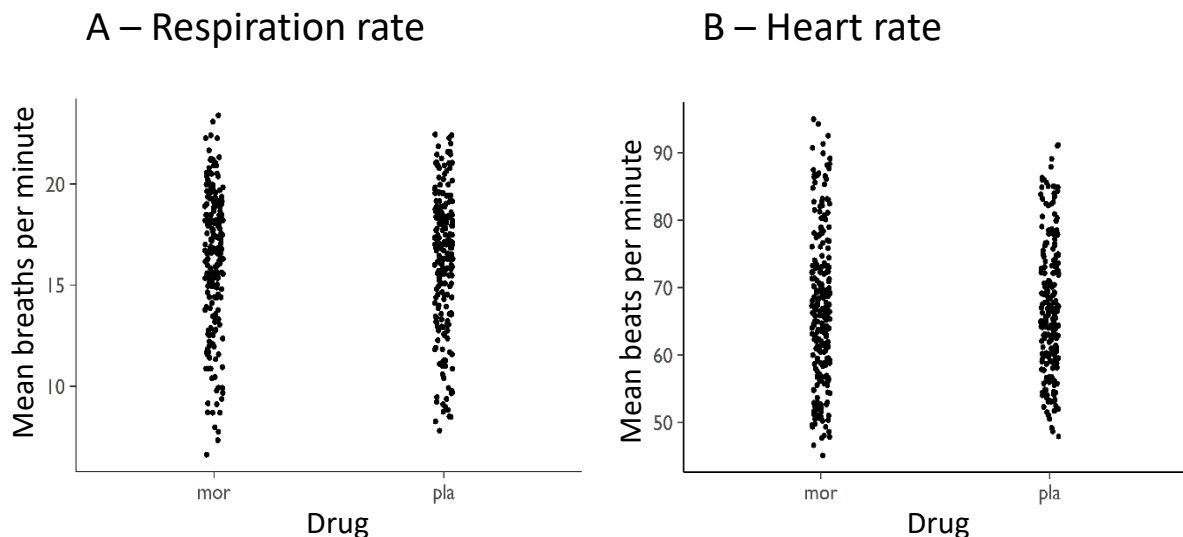 A – Respiration rate
Mean breaths per minute
20
15
10
mor
pla
Drug
B – Heart rate
Mean beats per minute
90
80
70
60
50
mor
pla
Drug